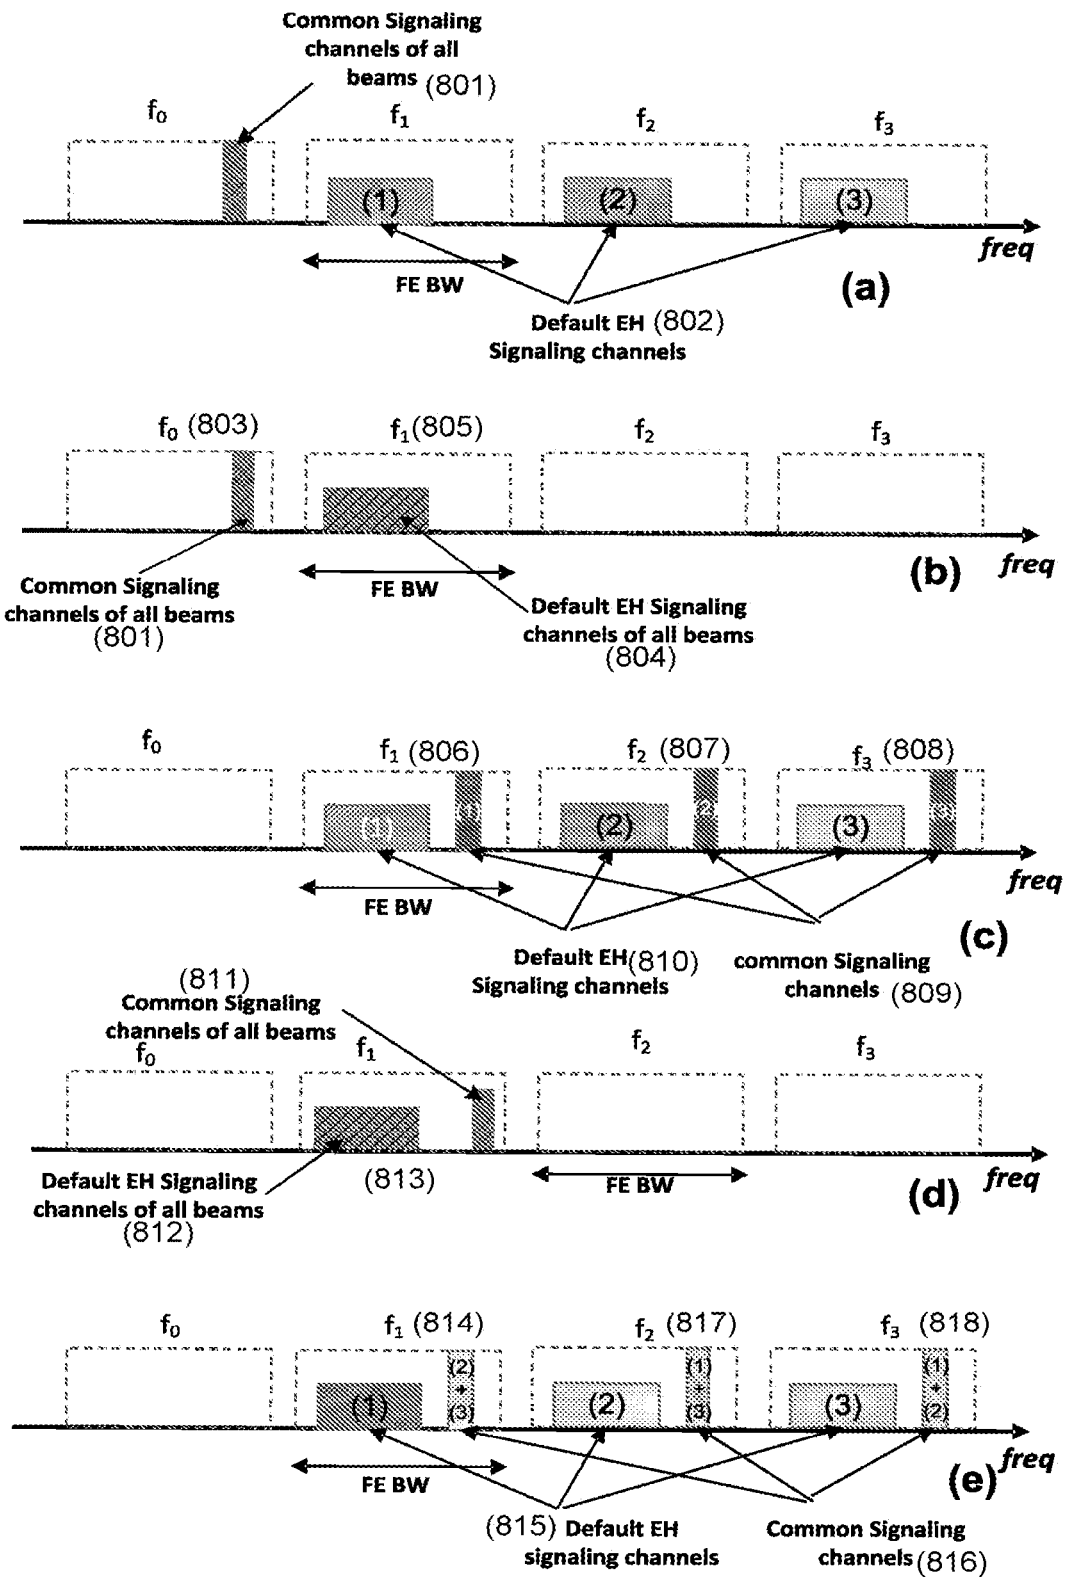 Common Signaling
channels of all
beams (801)
f0 f1 f2 f3
(1) (2) (3)
freq
FE BW
(a)
Default EH (802)
Signaling channels
f0 (803) f1(805) f2 f3
freq
(b)
FE BW
Common Signaling
channels of all beams
(801)
Default EH Signaling
channels of all beams
(804)
f0 f1 (806) f2 (807) f3 (808)
(1) (1) (2) (2) (3)
freq
FE BW
(c)
Default EH (810)
Signaling channels
common Signaling
channels (809)
(811)
Common Signaling
channels of all beams
f0 f1 f2 f3
(813)
FE BW
(d)
freq
Default EH Signaling
channels of all beams
(812)
f0 f1 (814) f2 (817) f3 (818)
(1) (2) + (3) (2) (1) + (3) (3) (1) + (2)
freq
FE BW
(e)
(815) Default EH
signaling channels
Common Signaling
channels (816)